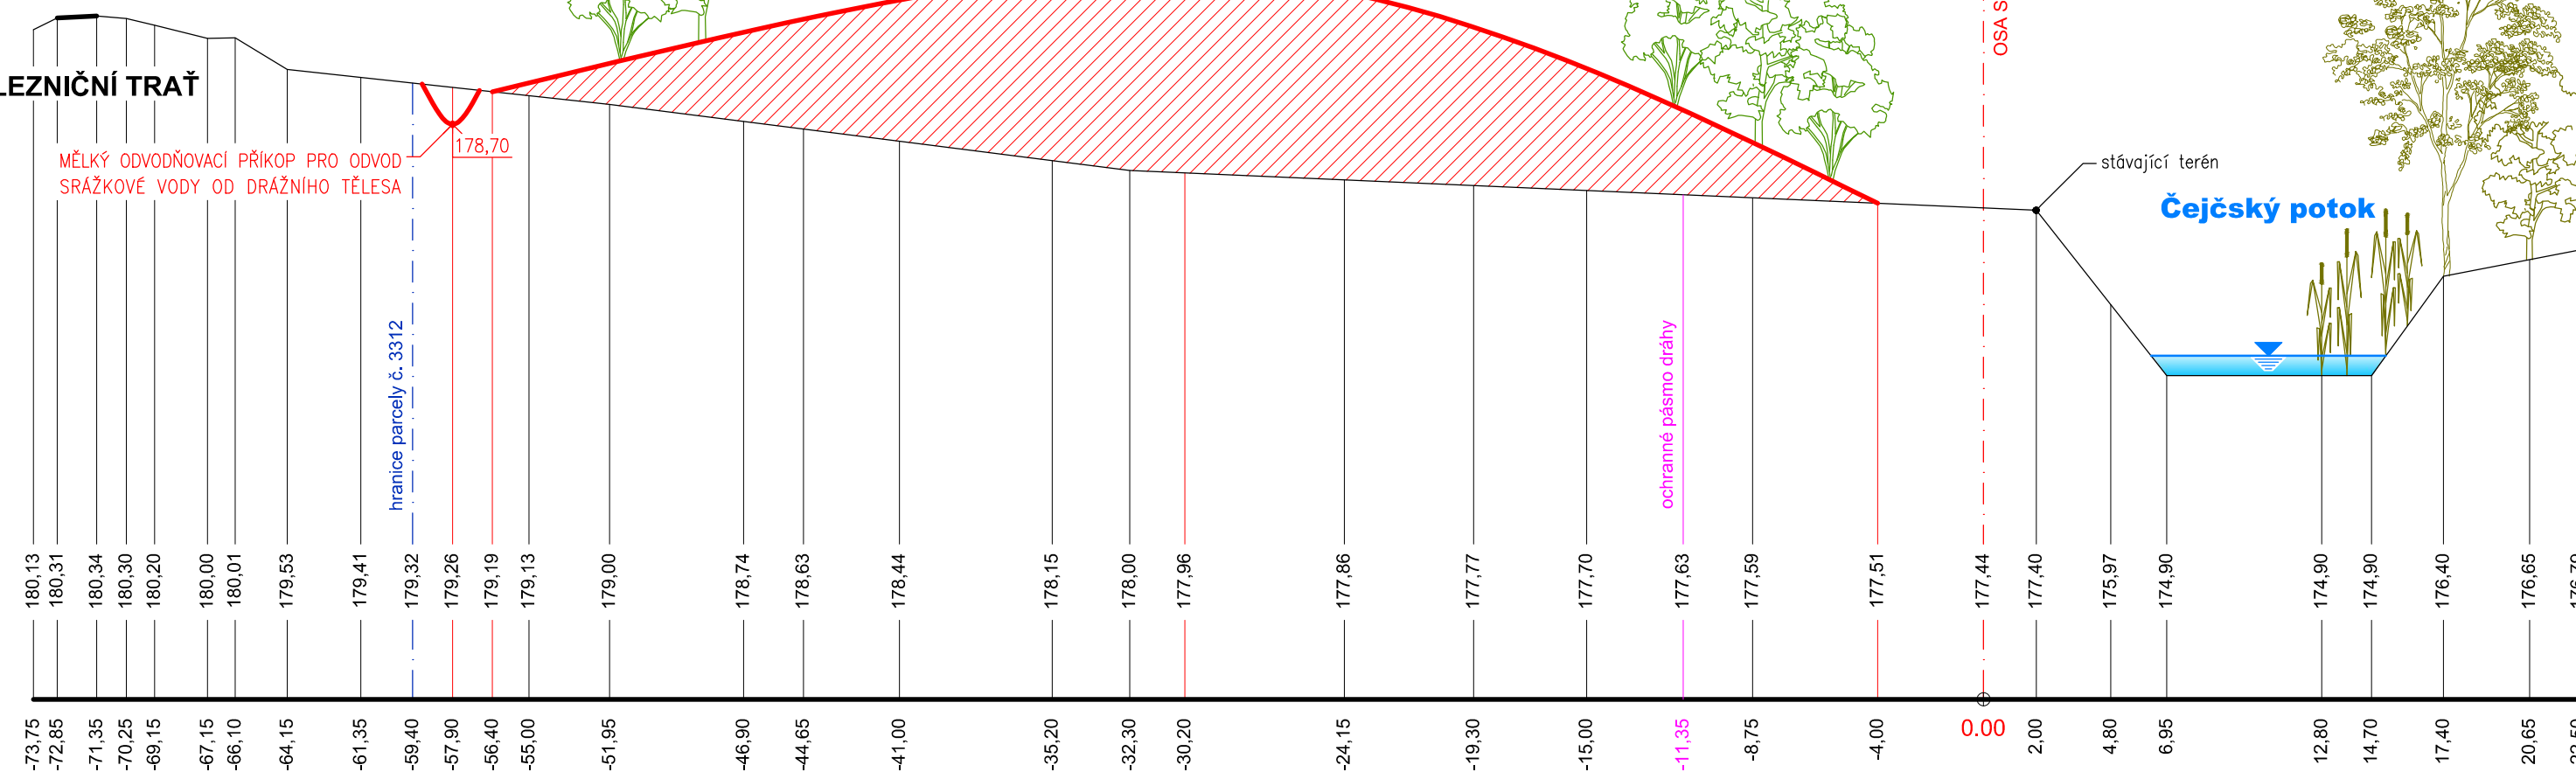 OSA S
LEZNIČNÍ TRAŤ
178,70
MĚLKÝ ODVODŇOVACÍ PŘÍKOP PRO ODVOD
SRÁŽKOVÉ VODY OD DRÁŽNÍHO TĚLESA
stávající terén
Čejčský potok
hranice parcely č. 3312
ochranné pásmo dráhy
180,13 180,31 180,34 180,30 180,20 180,00 180,01 179,53 179,41 179,32 179,26 179,19 179,13 179,00 178,74 178,63 178,44 178,15 178,00 177,96 177,86 177,77 177,70 177,63 177,59 177,51 177,44 177,40 175,97 174,90 174,90 174,90 176,40 176,65
-73,75 -72,85 -71,35 -70,25 -69,15 -67,15 -66,10 -64,15 -61,35 -59,40 -57,90 -56,40 -55,00 -51,95 -46,90 -44,65 -41,00 -35,20 -32,30 -30,20 -24,15 -19,30 -15,00 -11,35 -8,75 -4,00 0.00 2,00 4,80 6,95 12,80 14,70 17,40 20,65